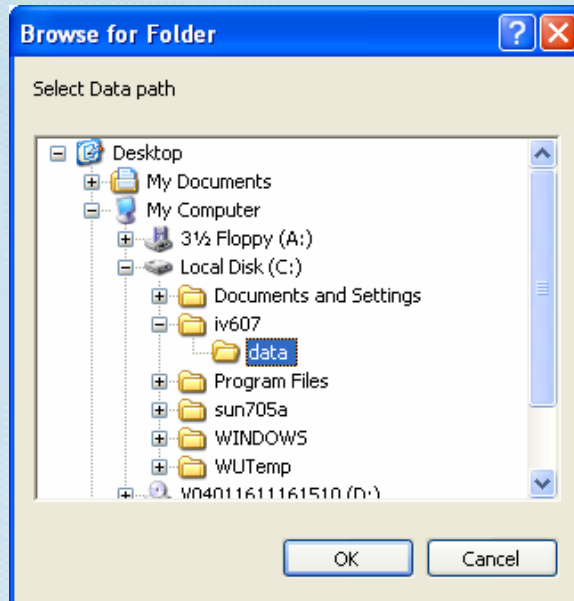 Browse for Folder
Select Data path
Desktop
My Documents
My Computer
3½ Floppy (A:)
Local Disk (C:)
Documents and Settings
iv607
data
Program Files
sun705a
WINDOWS
WUTemp
V04011611161510 (D:)
OK Cancel